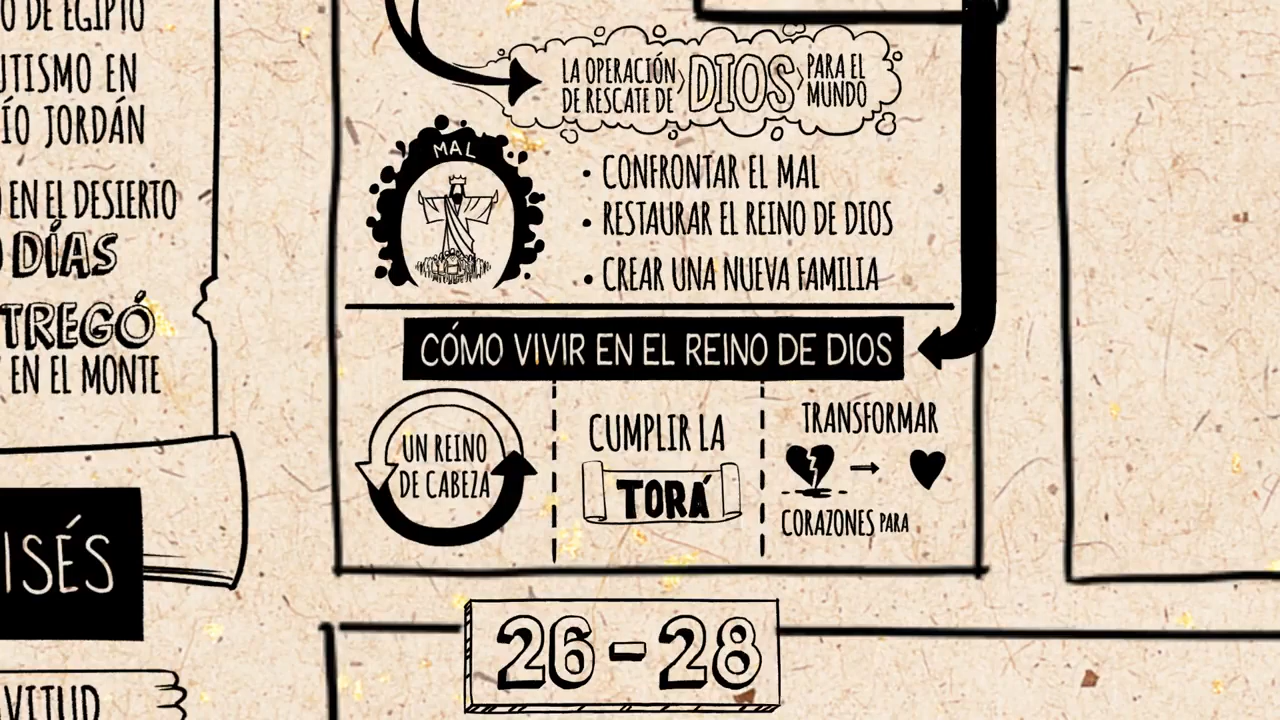 O DE EGIPTO
UTISMO EN
ÍO JORDÁN
EN EL DESIERTO
DÍAS
TREGÓ
EN EL MONTE
ISÉS
VITUD
LA OPERACIÓN
DE RESCATE DE
DIOS
PARA EL
MUNDO
MAL
• CONFRONTAR EL MAL
• RESTAURAR EL REINO DE DIOS
• CREAR UNA NUEVA FAMILIA
CÓMO VIVIR EN EL REINO DE DIOS
UN REINO
DE CABEZA
CUMPLIR LA
TORÁ
TRANSFORMAR
CORAZONES PARA
26-28